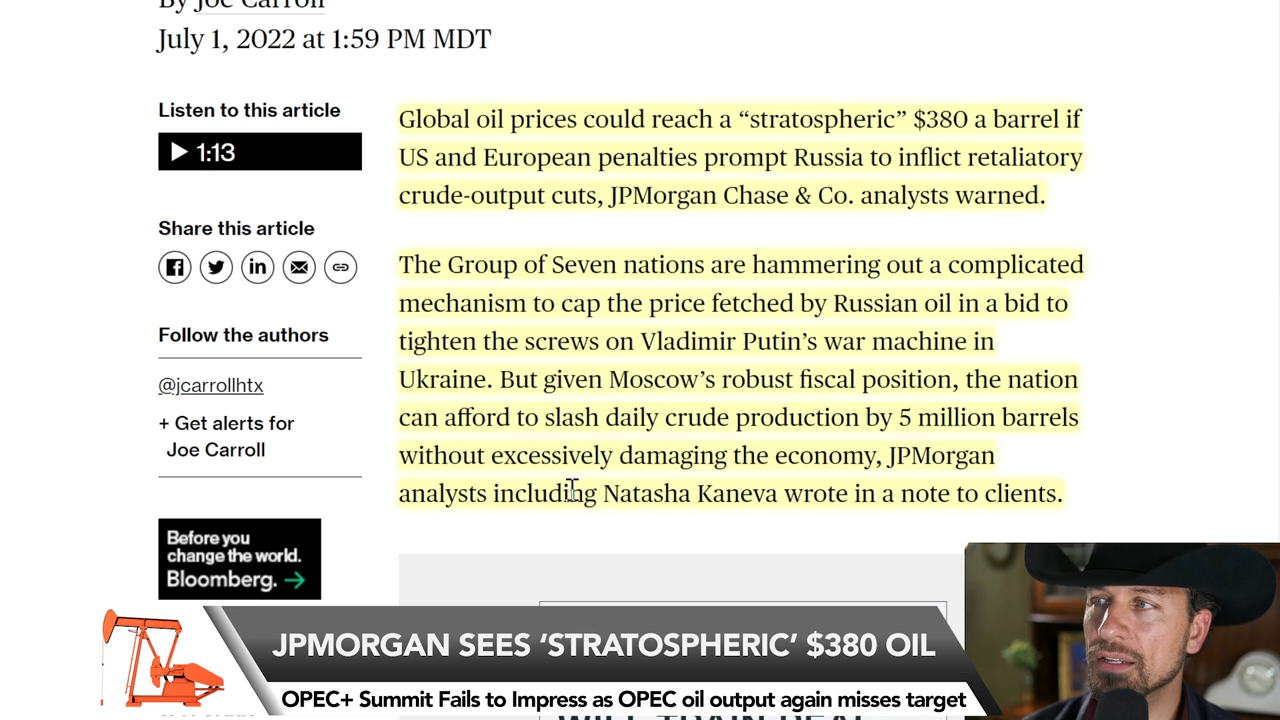 By Joe Carroll
July 1, 2022 at 1:59 PM MDT
Listen to this article
1:13
Share this article
Follow the authors
@jcarrollhtx
+ Get alerts for
Joe Carroll
Before you
change the world.
Bloomberg.
Global oil prices could reach a “stratospheric” $380 a barrel if
US and European penalties prompt Russia to inflict retaliatory
crude-output cuts, JPMorgan Chase & Co. analysts warned.
The Group of Seven nations are hammering out a complicated
mechanism to cap the price fetched by Russian oil in a bid to
tighten the screws on Vladimir Putin’s war machine in
Ukraine. But given Moscow’s robust fiscal position, the nation
can afford to slash daily crude production by 5 million barrels
without excessively damaging the economy, JPMorgan
analysts including Natasha Kaneva wrote in a note to clients.
JPMORGAN SEES ‘STRATOSPHERIC’ $380 OIL
OPEC+ Summit Fails to Impress as OPEC oil output again misses target